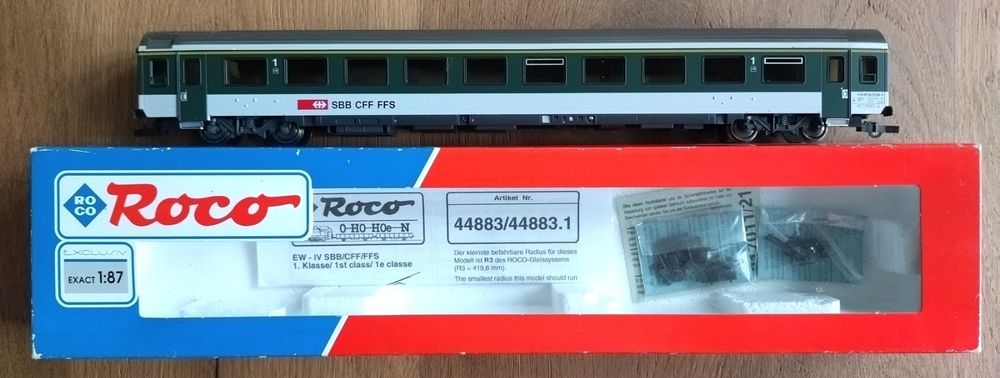 1
1
SBB CFF FFS
ROCO
Roco
EXCLUSIV
EXACT 1:87
Roco
0-H0-H0e-N
EW - IV SBB/CFF/FFS
1. Klasse/ 1st class/ 1e classe
Artikel Nr.
44883/44883.1
Der kleinste befahrbare Radius für dieses
Modell ist R3 des ROCO-Gleissystems
(R3 = 419,6 mm).
The smallest radius this model should run